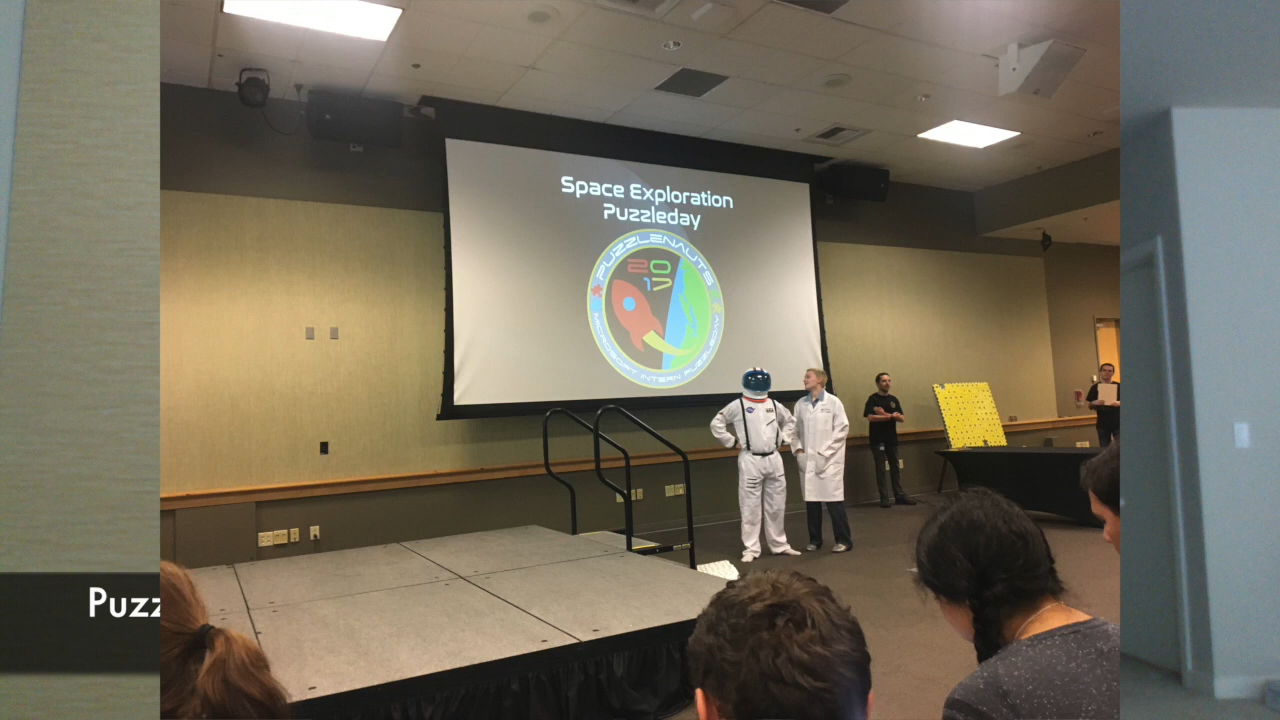 Space Exploration
Puzzleday
PUZZLENAUTS
2017
MICROSOFT INTERN PUZZLEDAY
Puzz